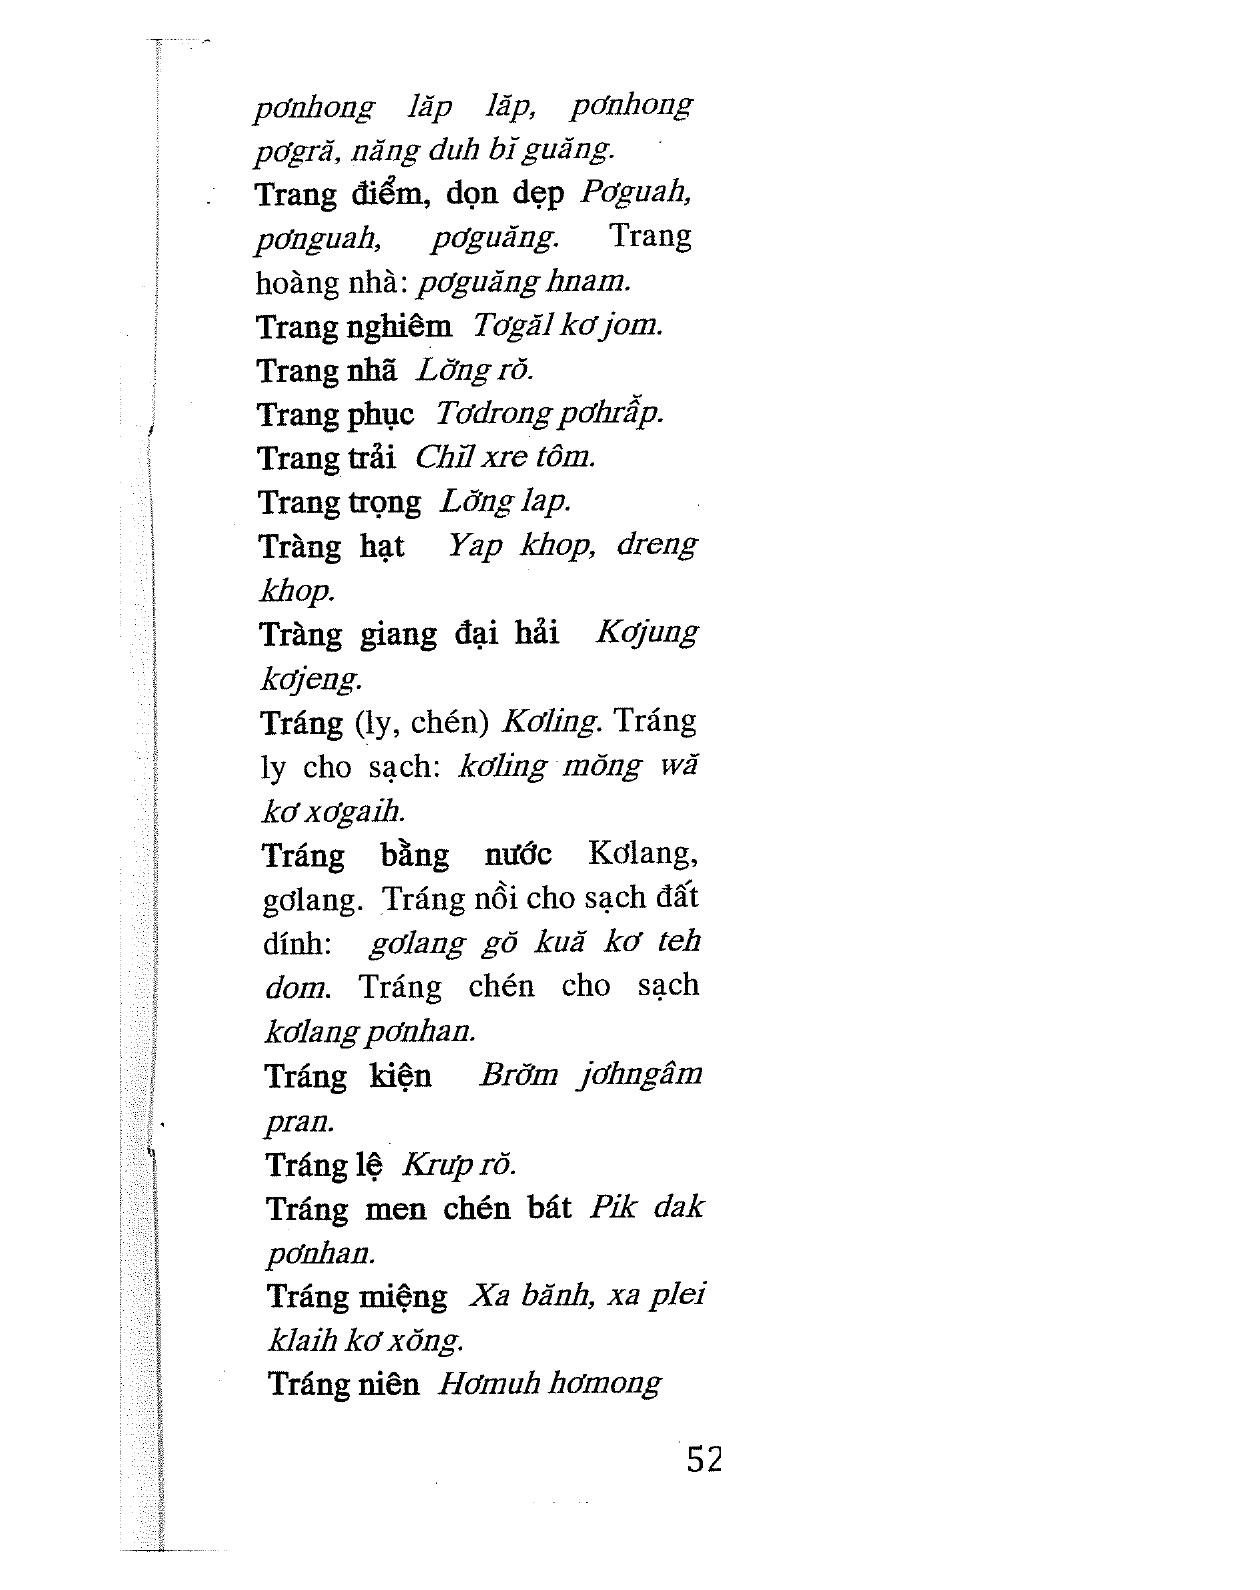 pơnhong lăp lăp, pơnhong
pơgră, năng duh bĭ guăng.
Trang điểm, dọn dẹp Pơguah,
pơnguah, pơguăng. Trang
hoàng nhà: pơguăng hnam.
Trang nghiêm Tơgăl kơ jom.
Trang nhã Lơ̆ng rŏ.
Trang phục Tơdrong pơhrẵp.
Trang trải Chĭl xre tôm.
Trang trọng Lơ̆ng lap.
Tràng hạt Yap khop, dreng
khop.
Tràng giang đại hải Kơjung
kơjeng.
Tráng (ly, chén) Kơling. Tráng
ly cho sạch: kơling mŏng wă
kơ xơgaih.
Tráng bằng nước Kơlang,
gơlang. Tráng nồi cho sạch đất
dính: gơlang gŏ kuă kơ teh
dom. Tráng chén cho sạch
kơlang pơnhan.
Tráng kiện Brơ̆m jơhngâm
pran.
Tráng lệ Krưp rŏ.
Tráng men chén bát Pik dak
pơnhan.
Tráng miệng Xa bănh, xa plei
klaih kơ xŏng.
Tráng niên Hơmuh hơmong
52